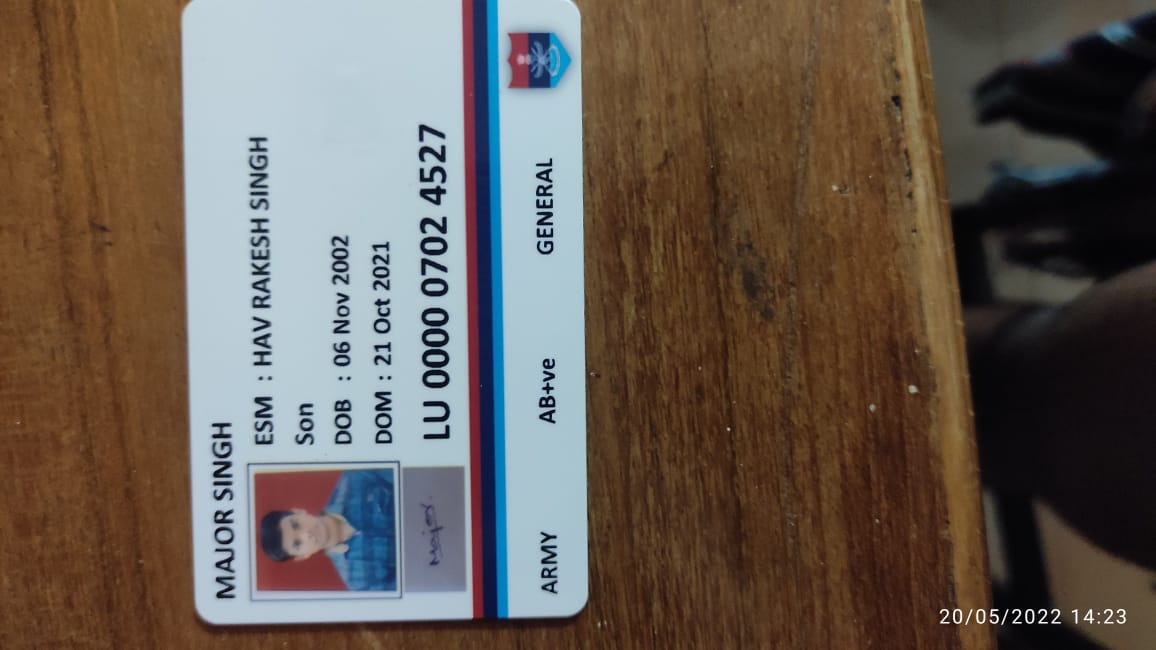 MAJOR SINGH
ESM : HAV RAKESH SINGH
Son
DOB : 06 Nov 2002
DOM : 21 Oct 2021
LU 0000 0702 4527
Major.
ARMY AB+ve GENERAL
20/05/2022 14:23